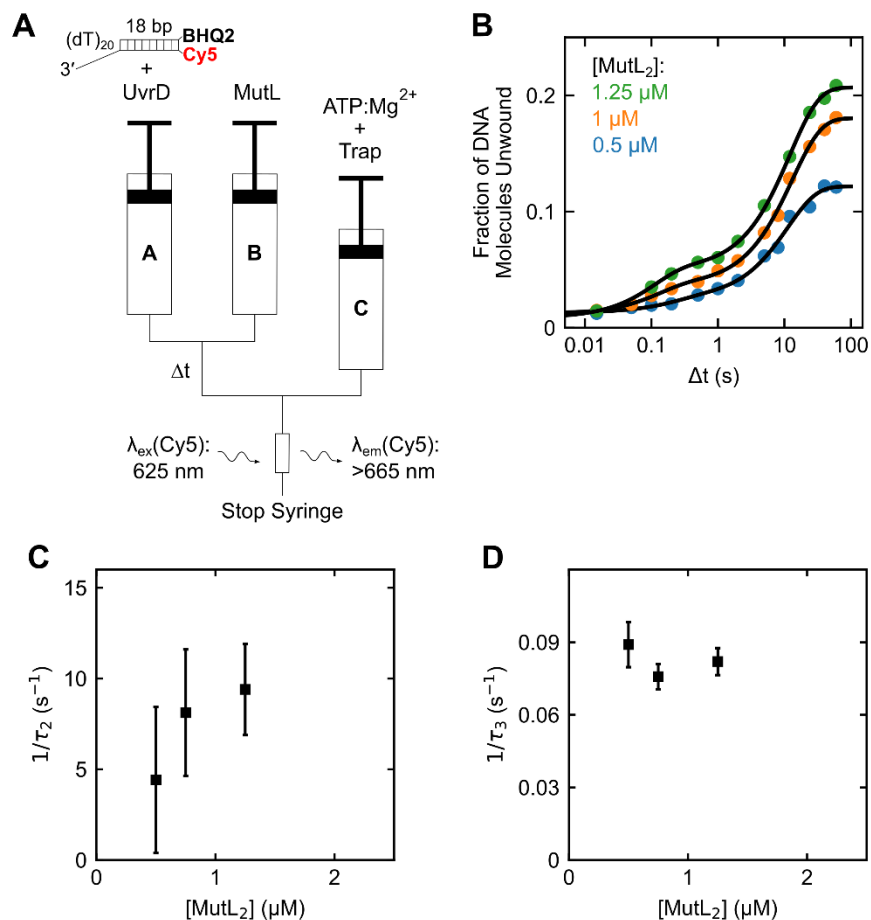 A
18 bp
(dT)20
BHQ2
Cy5
3′
+
UvrD
MutL
ATP:Mg2+
+
Trap
A
B
C
Δt
λex(Cy5):
625 nm
λem(Cy5):
>665 nm
Stop Syringe
B
Fraction of DNA
Molecules Unwound
0.2
0.1
0
[MutL2]:
1.25 µM
1 µM
0.5 µM
0.01
0.1
1
10
100
Δt (s)
C
1/τ2 (s−1)
15
10
5
0
0
1
2
[MutL2] (µM)
D
1/τ3 (s−1)
0.09
0.06
0.03
0
0
1
2
[MutL2] (µM)